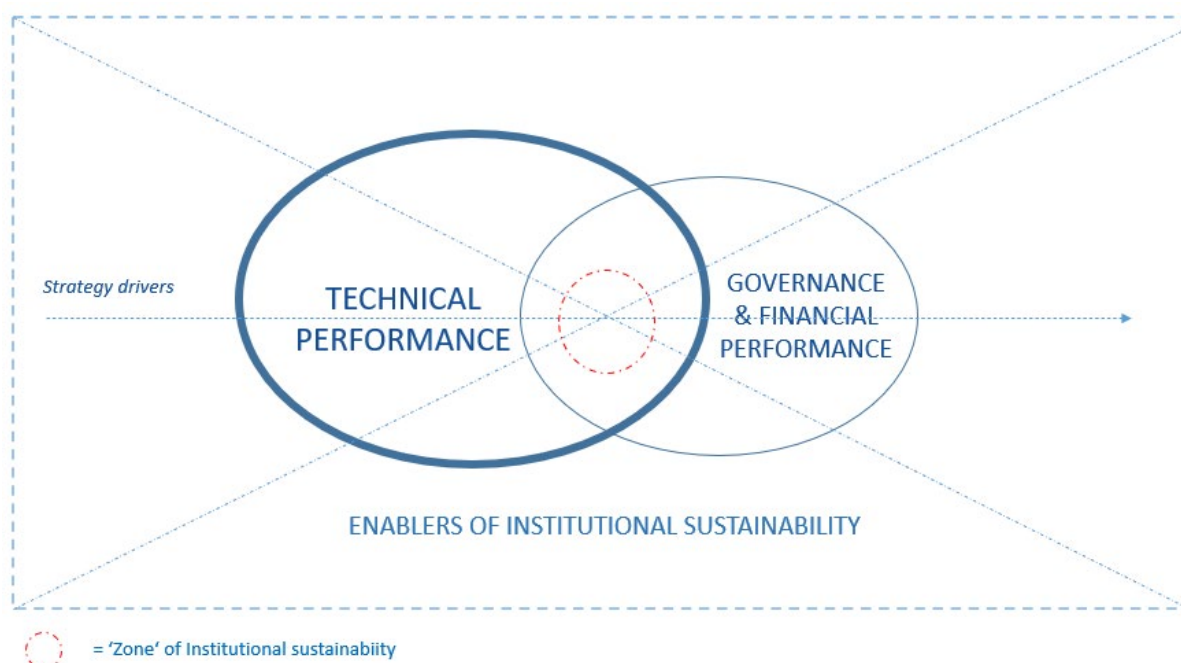 Strategy drivers
TECHNICAL
PERFORMANCE
GOVERNANCE
& FINANCIAL
PERFORMANCE
ENABLERS OF INSTITUTIONAL SUSTAINABILITY
= ‘Zone‘ of Institutional sustainabiity